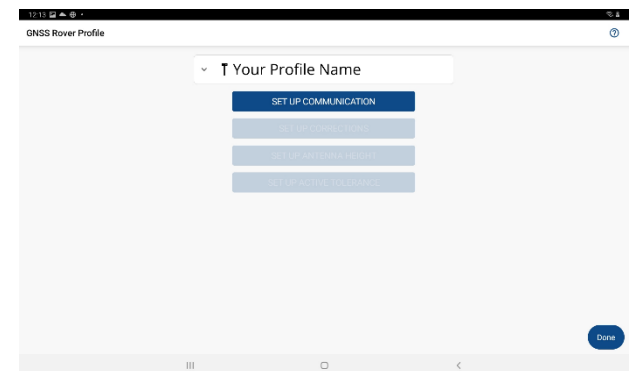 12:13
GNSS Rover Profile
Your Profile Name
SET UP COMMUNICATION
SET UP CORRECTIONS
SET UP ANTENNA HEIGHT
SET UP ACTIVE TOLERANCE
Done